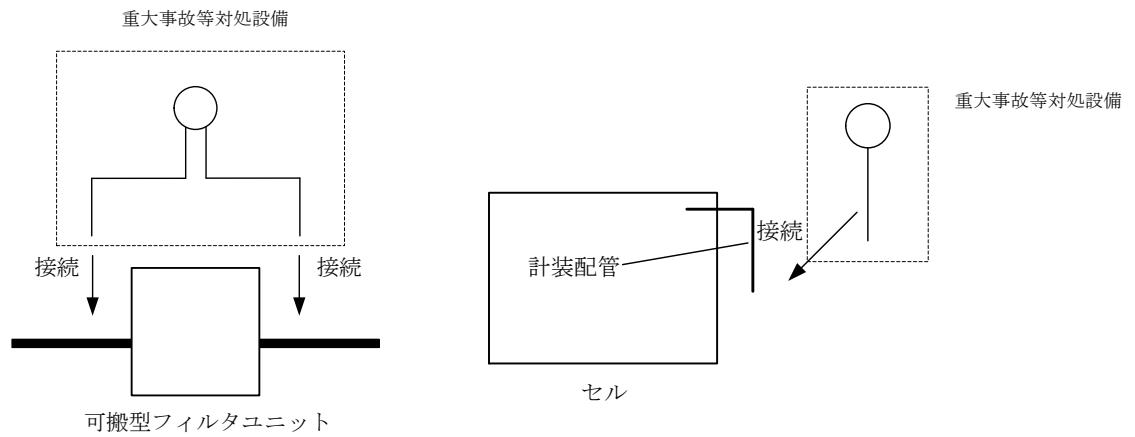 重大事故等対処設備
接続
接続
可搬型フィルタユニット
重大事故等対処設備
接続
計装配管
セル